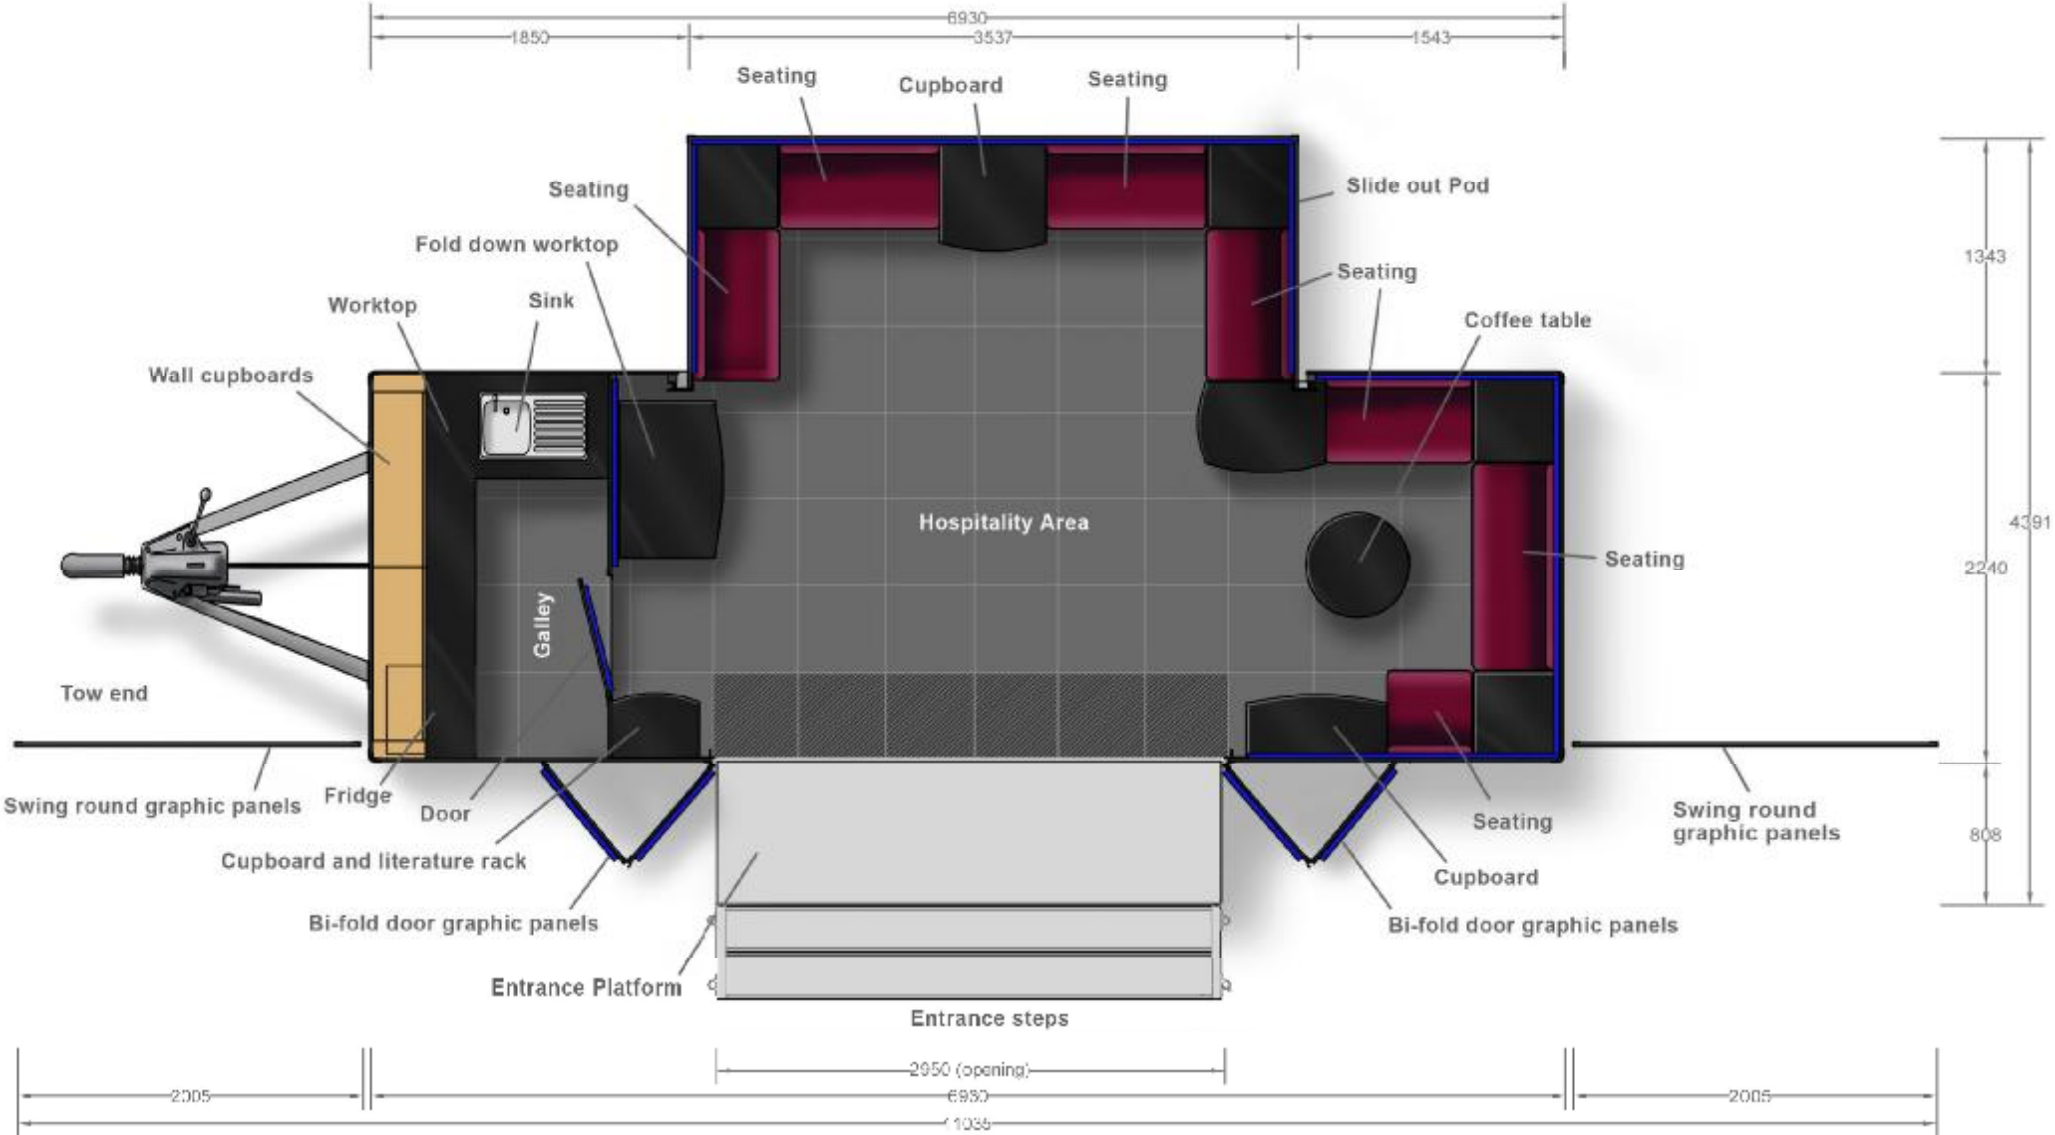 6930
1850
3537
1543
Seating
Cupboard
Seating
Seating
Slide out Pod
Fold down worktop
Seating
Worktop
Sink
Coffee table
Wall cupboards
1343
Hospitality Area
4391
Seating
2240
Galley
Tow end
Swing round graphic panels
Fridge
Door
Seating
Swing round
graphic panels
808
Cupboard and literature rack
Cupboard
Bi-fold door graphic panels
Bi-fold door graphic panels
Entrance Platform
Entrance steps
2950 (opening)
2005
6930
2005
11035